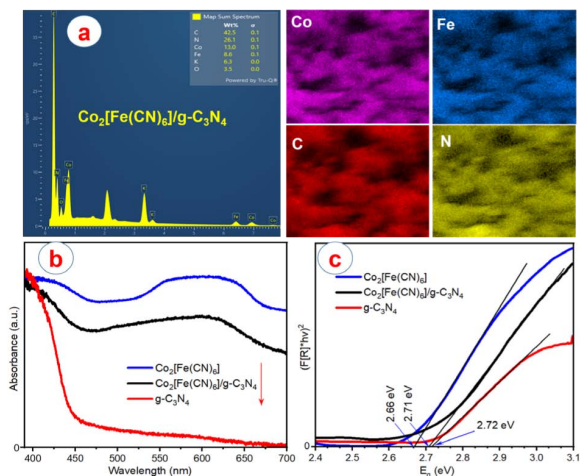 a
Map Sum Spectrum
Wt% σ
C 42.5 0.1
N 26.1 0.1
Co 13.0 0.1
Fe 8.6 0.1
K 6.3 0.0
O 3.5 0.0
Powered by Tru-Q®
Co₂[Fe(CN)₆]/g-C₃N₄
Co
Fe
C
N
b
Absorbance (a.u.)
Co₂[Fe(CN)₆]
Co₂[Fe(CN)₆]/g-C₃N₄
g-C₃N₄
0
400 450 500 550 600 650 700
Wavelength (nm)
c
(F[R]*hν)²
Co₂[Fe(CN)₆]
Co₂[Fe(CN)₆]/g-C₃N₄
g-C₃N₄
2.66 eV
2.71 eV
2.72 eV
0
2.4 2.5 2.6 2.7 2.8 2.9 3.0 3.1